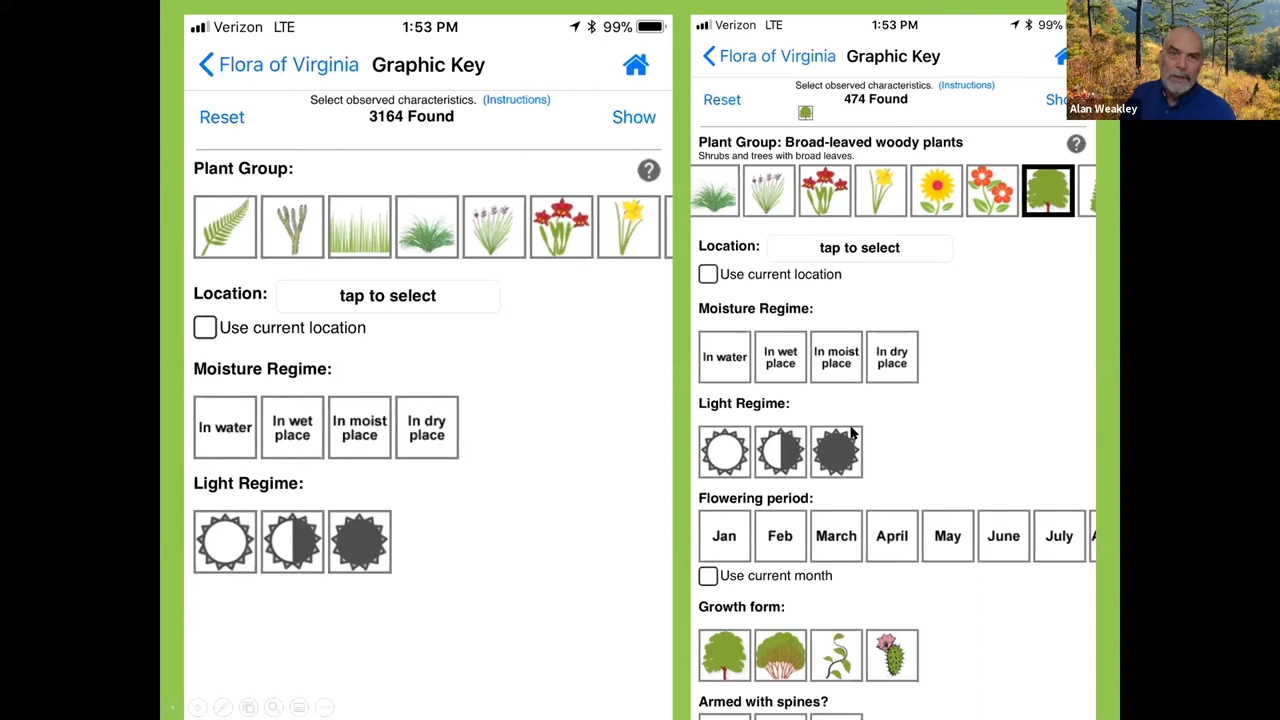 Verizon LTE 1:53 PM 99%
Flora of Virginia Graphic Key
Select observed characteristics. (Instructions)
Reset 3164 Found Show
Plant Group: ?
Location: tap to select
Use current location
Moisture Regime:
In water In wet place In moist place In dry place
Light Regime:
4
Verizon LTE 1:53 PM 99%
Flora of Virginia Graphic Key
Select observed characteristics. (Instructions)
Reset 474 Found
Plant Group: Broad-leaved woody plants ?
Shrubs and trees with broad leaves.
Location: tap to select
Use current location
Moisture Regime:
In water In wet place In moist place In dry place
Light Regime:
Flowering period:
Jan Feb March April May June July
Use current month
Growth form:
Armed with spines?
Alan Weakley